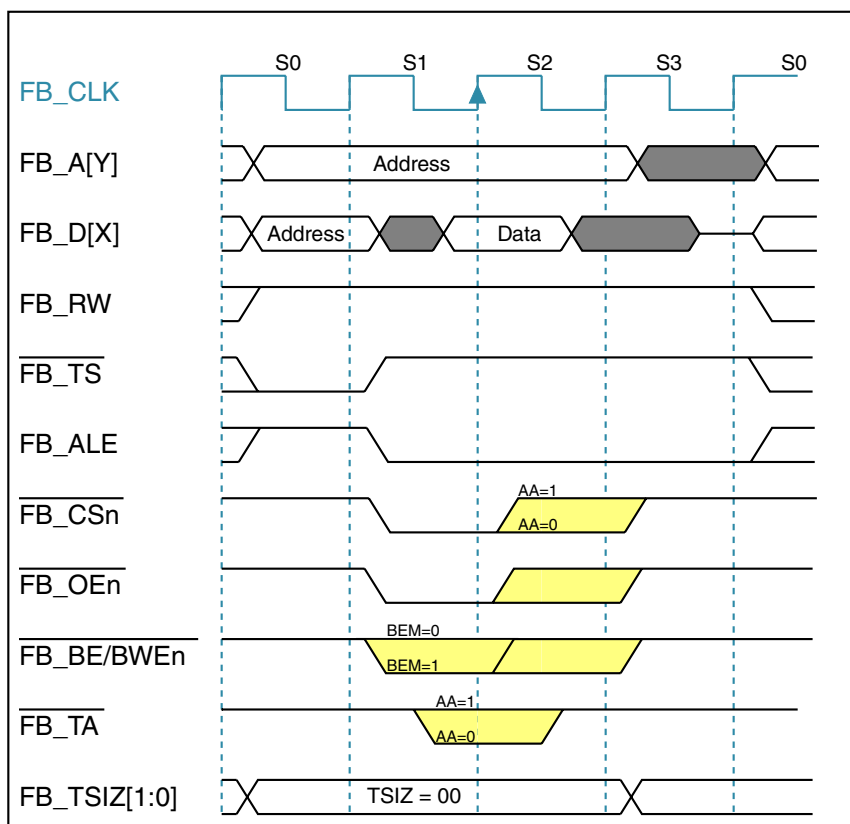 S0 S1 S2 S3 S0
FB_CLK
FB_A[Y] Address
FB_D[X] Address Data
FB_RW
FB_TS
FB_ALE
AA=1
FB_CSn AA=0
FB_OEn
BEM=0
FB_BE/BWEn BEM=1
AA=1
FB_TA AA=0
FB_TSIZ[1:0] TSIZ = 00